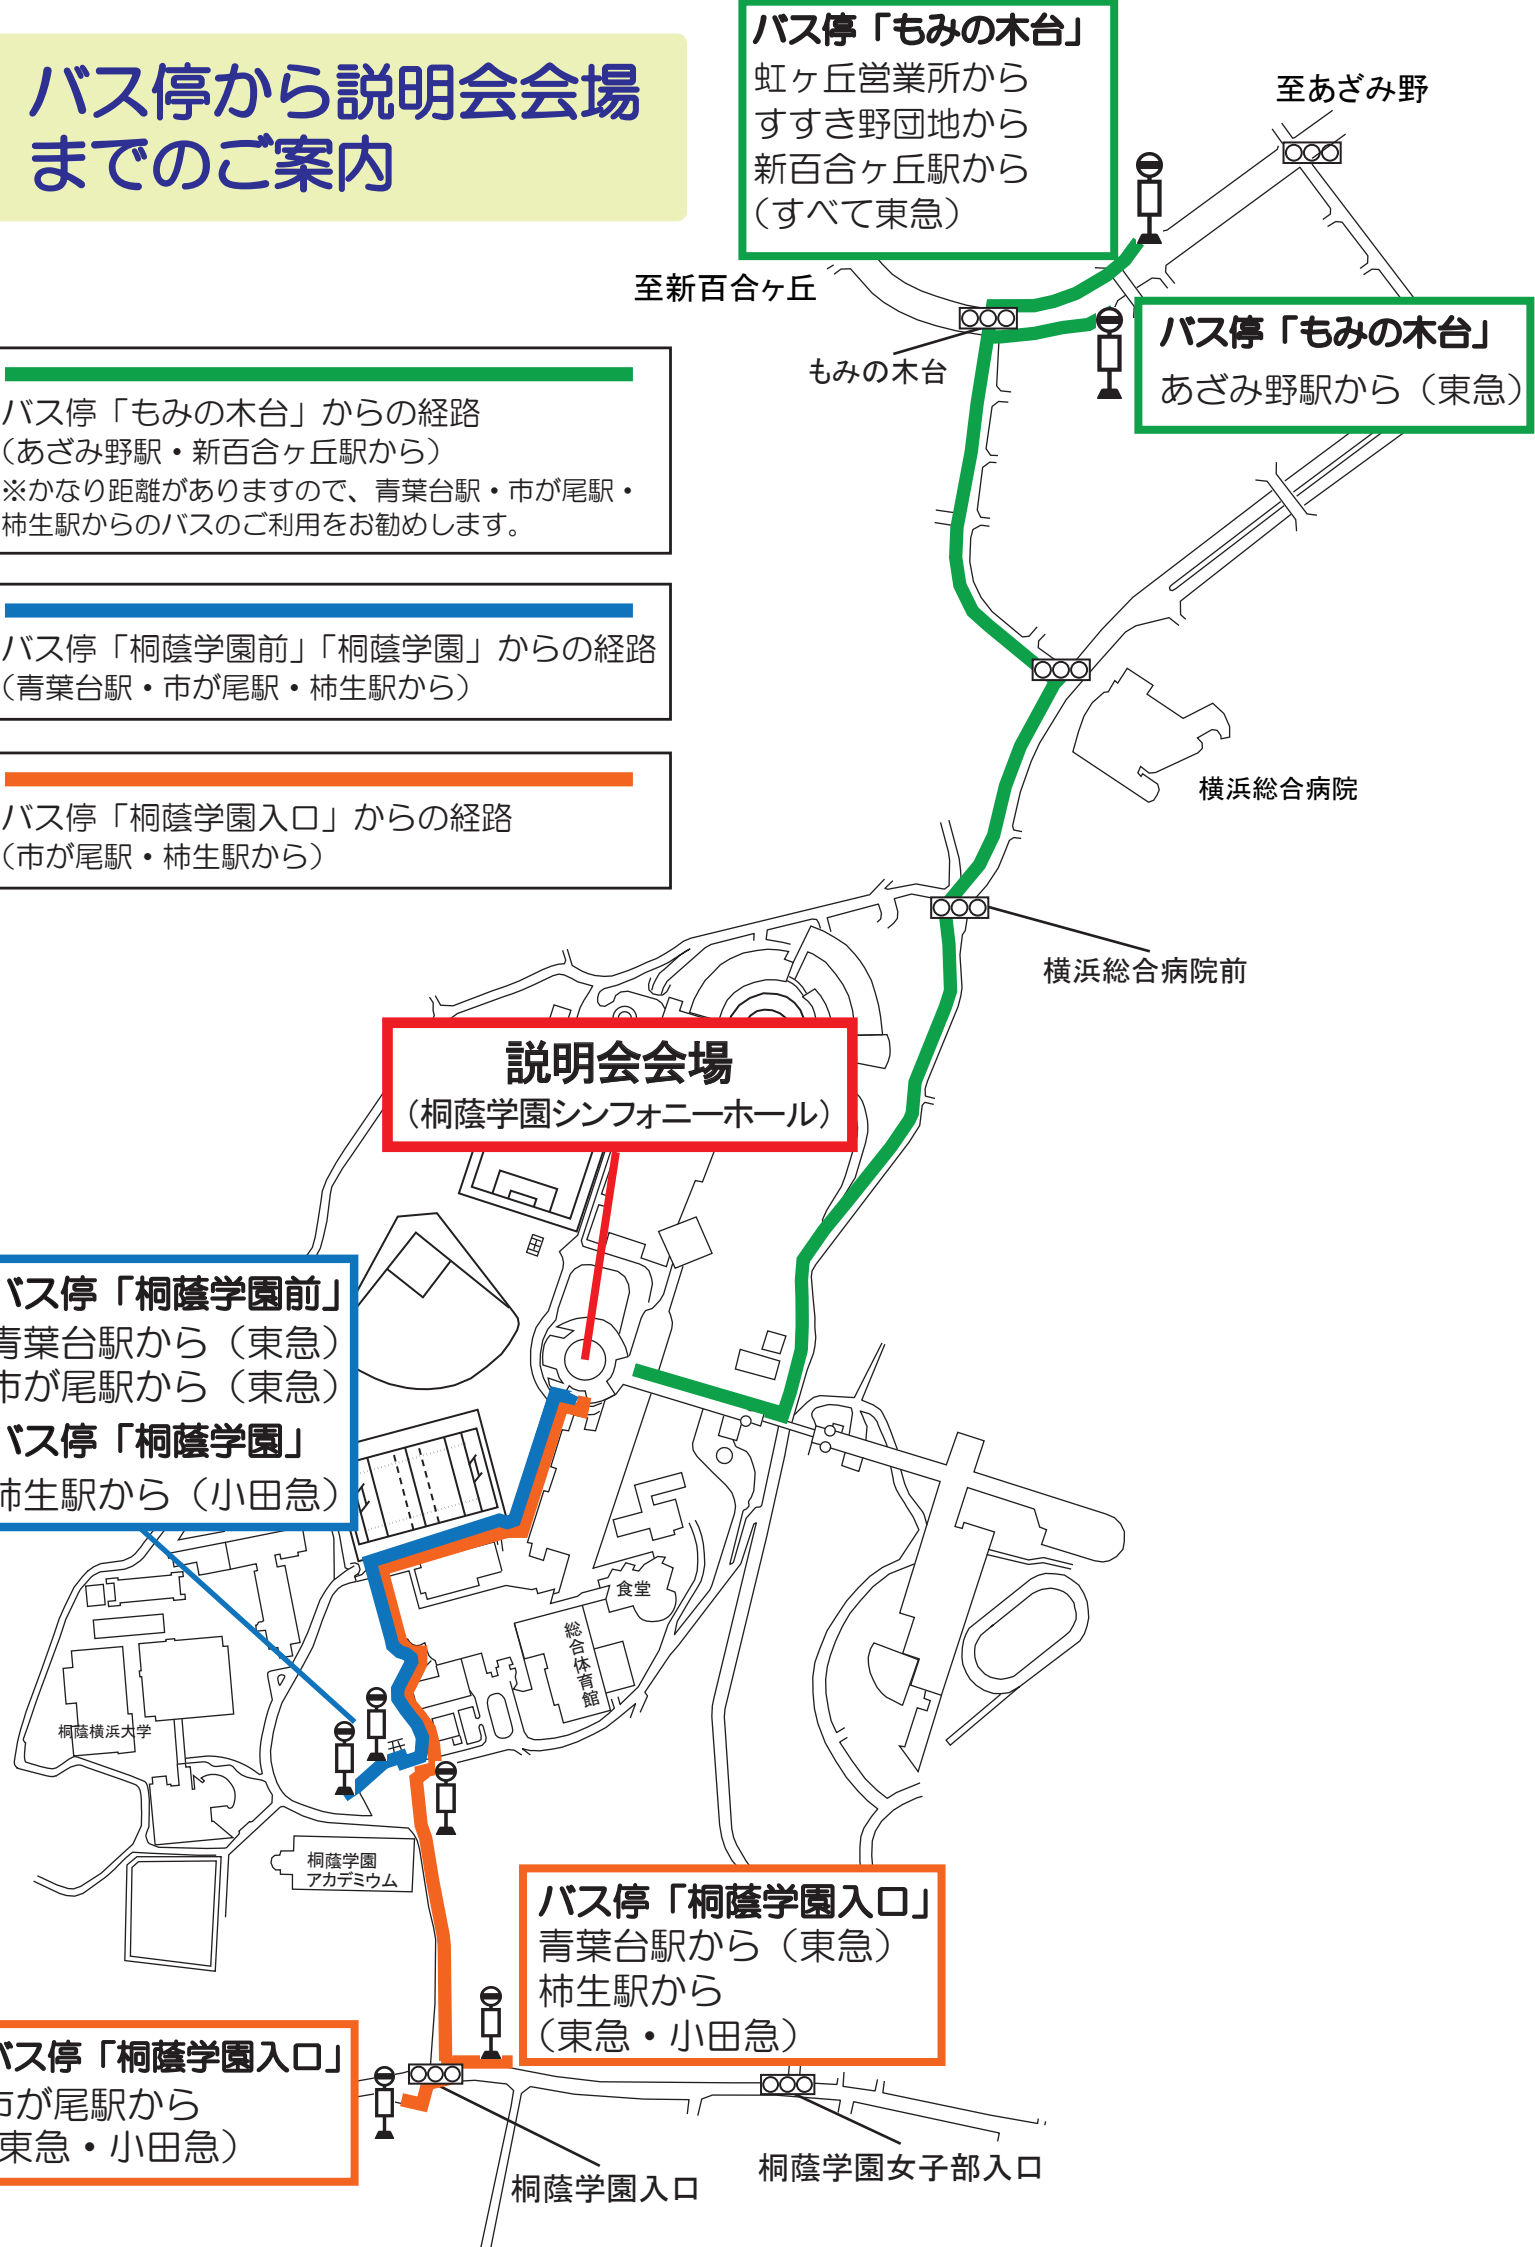 バス停から説明会会場
までのご案内
バス停「もみの木台」
虹ヶ丘営業所から
すすき野団地から
新百合ヶ丘駅から
（すべて東急）
至あざみ野
至新百合ヶ丘
もみの木台
バス停「もみの木台」
あざみ野駅から（東急）
バス停「もみの木台」からの経路
（あざみ野駅・新百合ヶ丘駅から）
※かなり距離がありますので、青葉台駅・市が尾駅・
柿生駅からのバスのご利用をお勧めします。
バス停「桐蔭学園前」「桐蔭学園」からの経路
（青葉台駅・市が尾駅・柿生駅から）
バス停「桐蔭学園入口」からの経路
（市が尾駅・柿生駅から）
横浜総合病院
横浜総合病院前
説明会会場
（桐蔭学園シンフォニーホール）
バス停「桐蔭学園前」
青葉台駅から（東急）
市が尾駅から（東急）
バス停「桐蔭学園」
柿生駅から（小田急）
食堂
総合体育館
桐蔭横浜大学
桐蔭学園
アカデミウム
バス停「桐蔭学園入口」
青葉台駅から（東急）
柿生駅から
（東急・小田急）
バス停「桐蔭学園入口」
市が尾駅から
東急・小田急）
桐蔭学園入口
桐蔭学園女子部入口